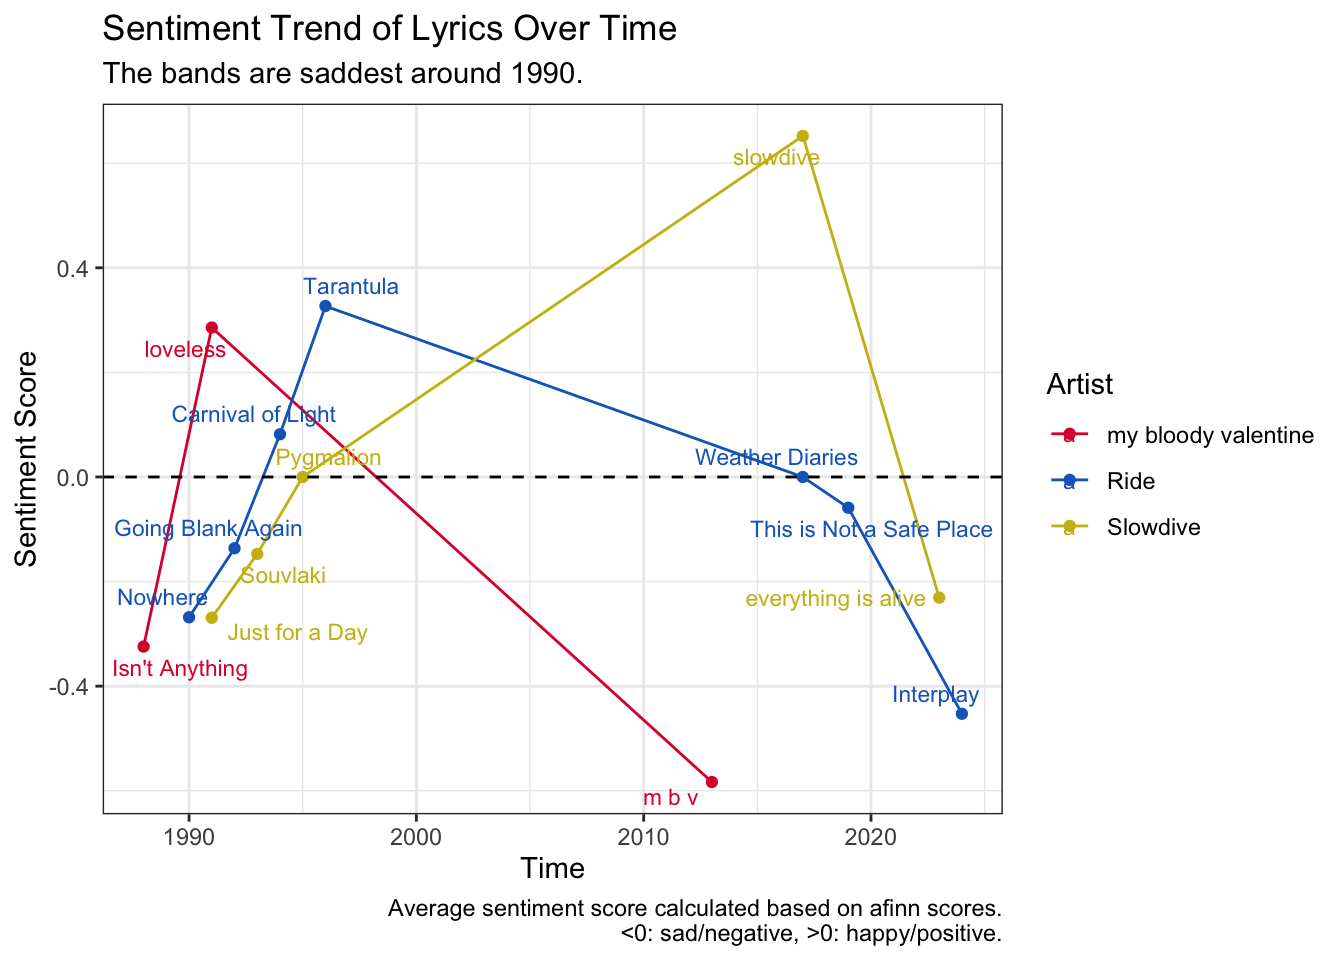 Sentiment Trend of Lyrics Over Time
The bands are saddest around 1990.
Sentiment Score
0.4
0.0
-0.4
slowdive
Tarantula
loveless
Carnival of Light
Pygmalion
Weather Diaries
Going Blank Again
This is Not a Safe Place
Souvlaki
Nowhere
everything is alive
Just for a Day
Isn't Anything
Interplay
m b v
1990
2000
2010
2020
Time
Artist
a my bloody valentine
a Ride
a Slowdive
Average sentiment score calculated based on afinn scores.
<0: sad/negative, >0: happy/positive.